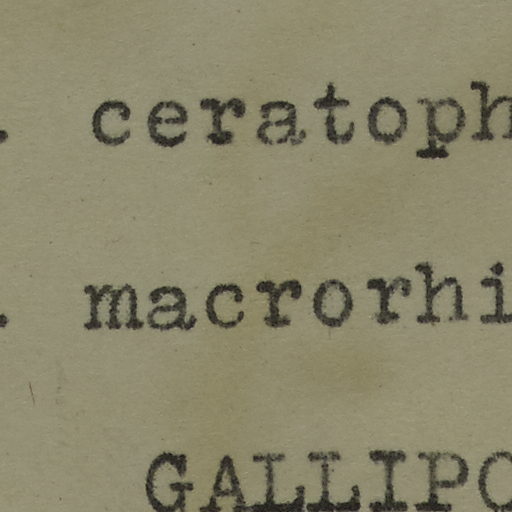 . ceratoph
. macrorhi
GALLIPO